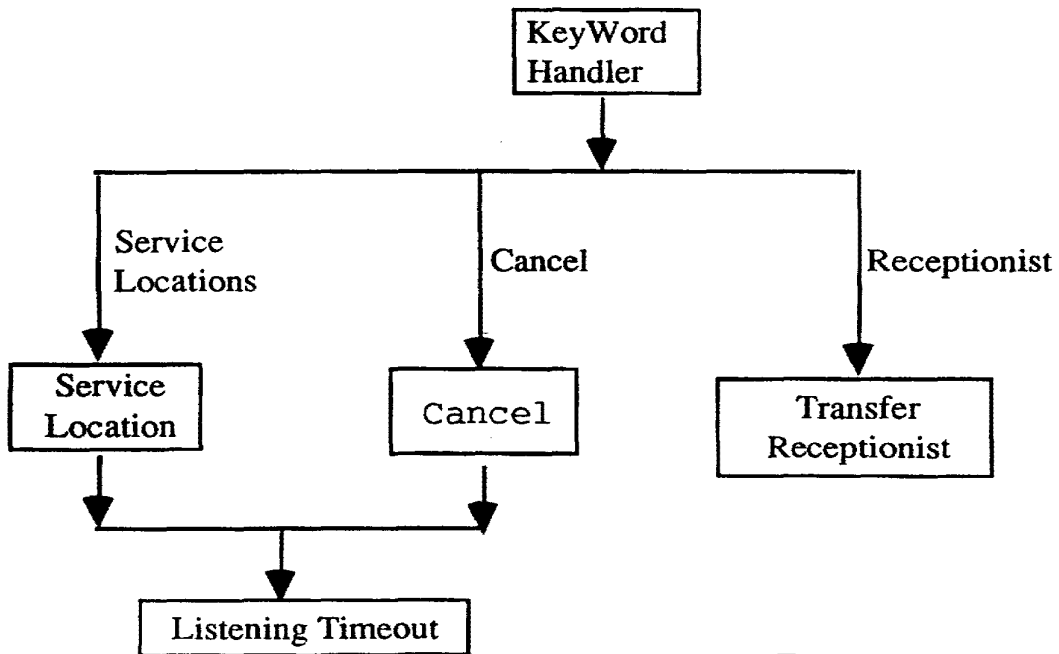 KeyWord
Handler
Service
Locations
Cancel
Receptionist
Service
Location
Cancel
Transfer
Receptionist
Listening Timeout